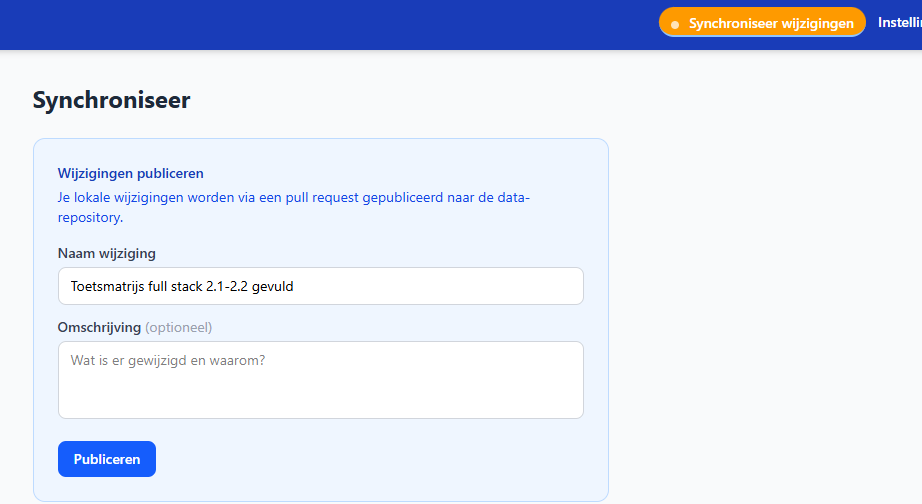 Synchroniseer wijzigingen
Synchroniseer
Wijzigingen publiceren
Je lokale wijzigingen worden via een pull request gepubliceerd naar de data-
repository.
Naam wijziging
Toetsmatrijs full stack 2.1-2.2 gevuld
Omschrijving (optioneel)
Wat is er gewijzigd en waarom?
Publiceren